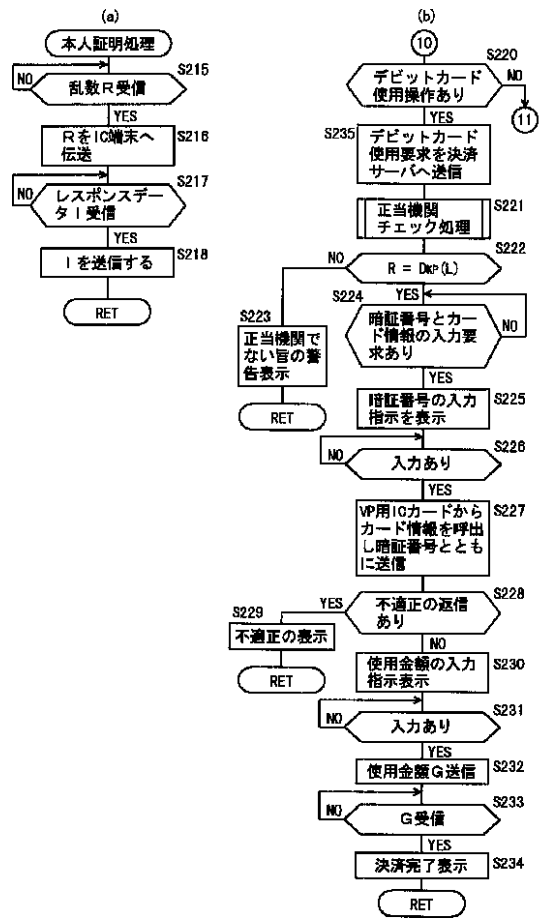 (a)
本人証明処理
S215
NO
乱数R受信
YES
S216
RをIC端末へ
伝送
S217
NO
レスポンスデー
タI受信
YES
S218
Iを送信する
RET
(b)
10
S220
デビットカード
使用操作あり
NO
11
YES
S235
デビットカード
使用要求を決済
サーバへ送信
S221
正当機関
チェック処理
S222
NO
R = DKP(L)
YES
S224
暗証番号とカー
ド情報の入力要
求あり
NO
S223
正当機関で
ない旨の警
告表示
RET
YES
S225
暗証番号の入力
指示を表示
S226
NO
入力あり
YES
S227
VP用ICカードから
カード情報を呼出
し暗証番号ととも
に送信
S228
YES
不適正の返信
あり
S229
不適正の表示
RET
NO
S230
使用金額の入力
指示表示
S231
NO
入力あり
YES
S232
使用金額G送信
S233
NO
G受信
YES
S234
決済完了表示
RET